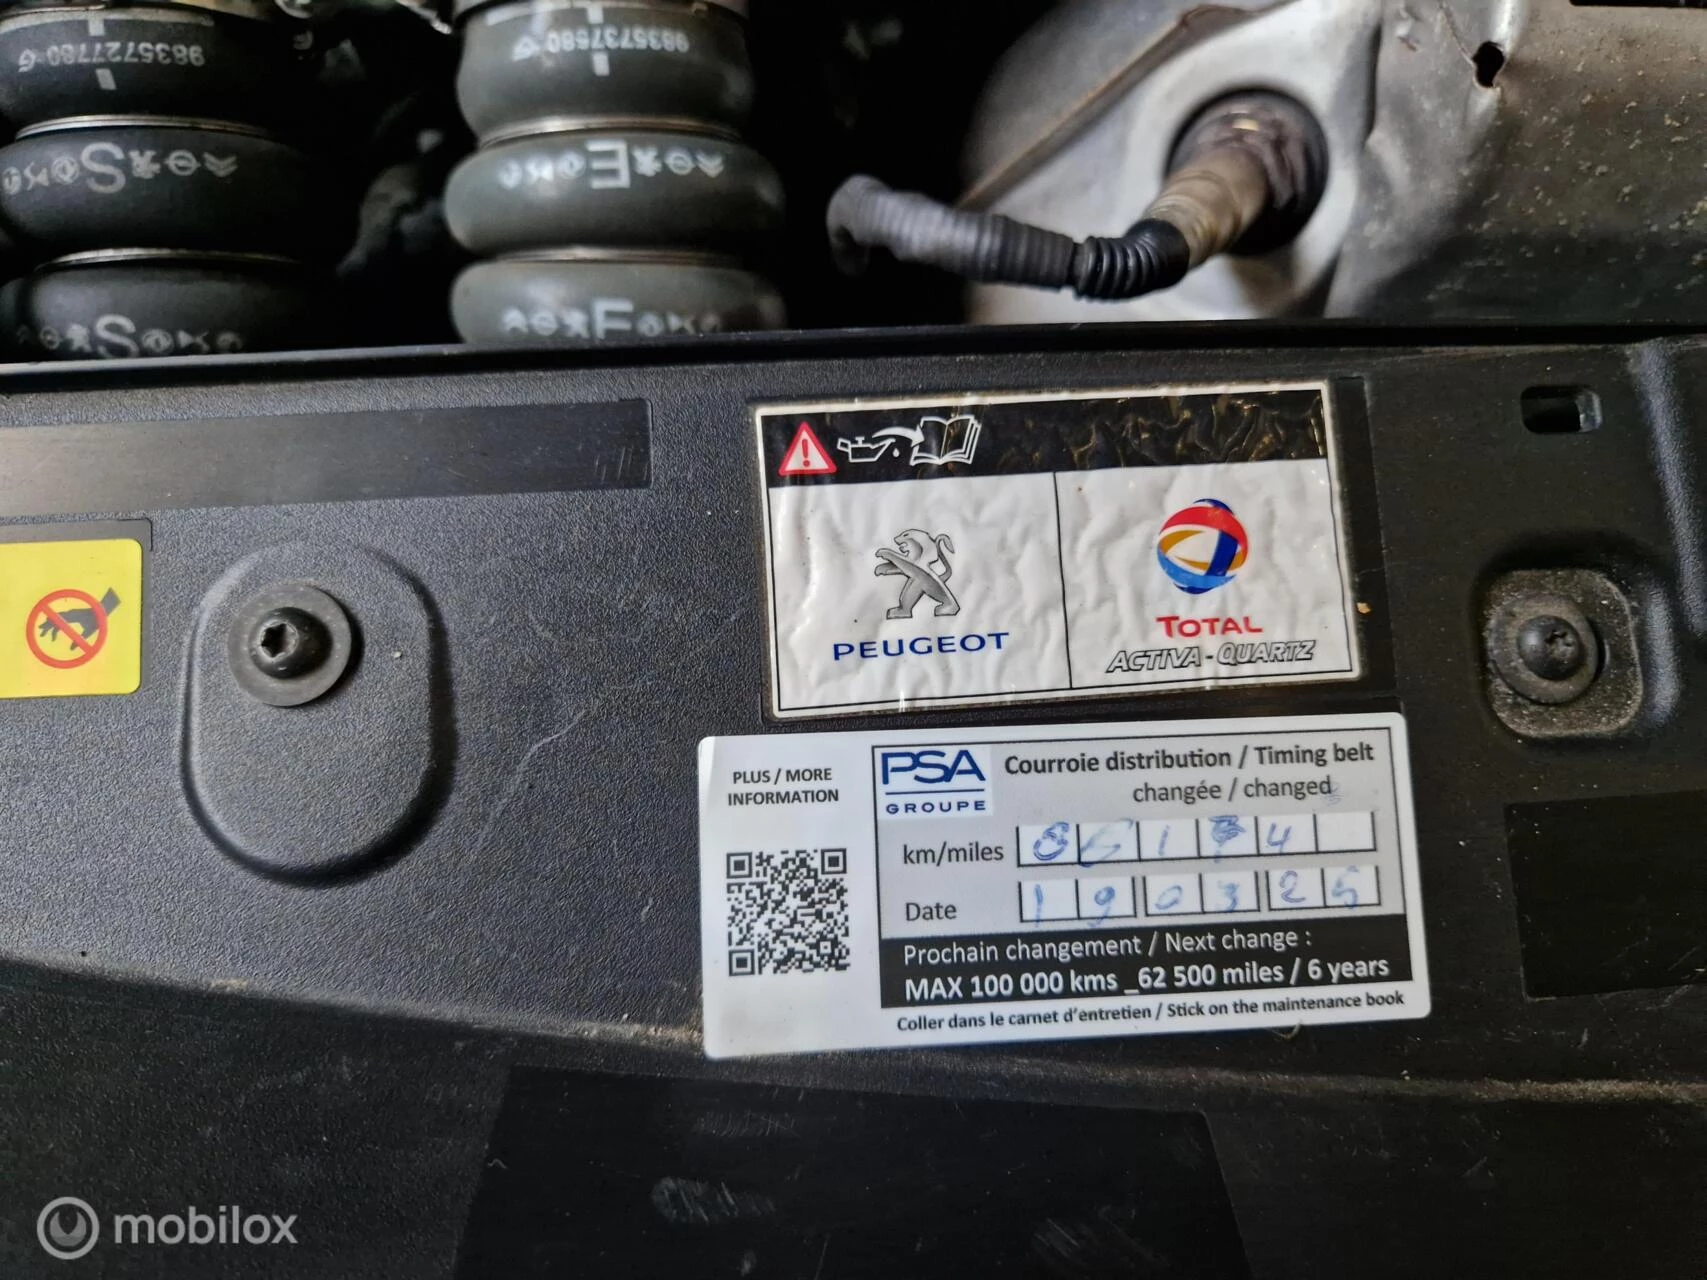 9835727780-G
9835737680-G
S
E
S
E
PEUGEOT
TOTAL
ACTIVA-QUARTZ
PLUS / MORE
INFORMATION
PSA
GROUPE
Courroie distribution / Timing belt
changée / changed
km/miles
Date 190325
Prochain changement / Next change :
MAX 100 000 kms _62 500 miles / 6 years
Coller dans le carnet d'entretien / Stick on the maintenance book
mobilox